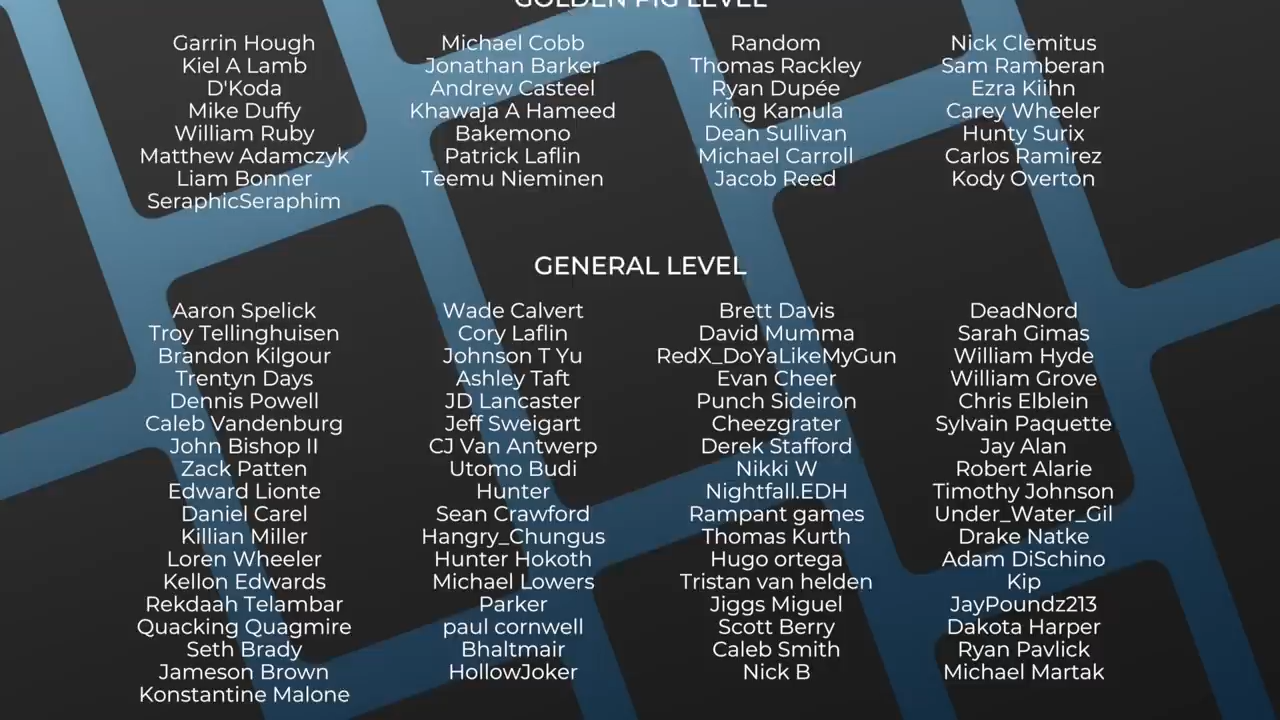 GOLDEN PIG LEVEL
Garrin Hough
Kiel A Lamb
D'Koda
Mike Duffy
William Ruby
Matthew Adamczyk
Liam Bonner
SeraphicSeraphim
Michael Cobb
Jonathan Barker
Andrew Casteel
Khawaja A Hameed
Bakemono
Patrick Laflin
Teemu Nieminen
Random
Thomas Rackley
Ryan Dupée
King Kamula
Dean Sullivan
Michael Carroll
Jacob Reed
Nick Clemitus
Sam Ramberan
Ezra Kiihn
Carey Wheeler
Hunty Surix
Carlos Ramirez
Kody Overton
GENERAL LEVEL
Aaron Spelick
Troy Tellinghuisen
Brandon Kilgour
Trentyn Days
Dennis Powell
Caleb Vandenburg
John Bishop II
Zack Patten
Edward Lionte
Daniel Carel
Killian Miller
Loren Wheeler
Kellon Edwards
Rekdaah Telambar
Quacking Quagmire
Seth Brady
Jameson Brown
Konstantine Malone
Wade Calvert
Cory Laflin
Johnson T Yu
Ashley Taft
JD Lancaster
Jeff Sweigart
CJ Van Antwerp
Utomo Budi
Hunter
Sean Crawford
Hangry_Chungus
Hunter Hokoth
Michael Lowers
Parker
paul cornwell
Bhaltmair
HollowJoker
Brett Davis
David Mumma
RedX_DoYaLikeMyGun
Evan Cheer
Punch Sideiron
Cheezgrater
Derek Stafford
Nikki W
Nightfall.EDH
Rampant games
Thomas Kurth
Hugo ortega
Tristan van helden
Jiggs Miguel
Scott Berry
Caleb Smith
Nick B
DeadNord
Sarah Gimas
William Hyde
William Grove
Chris Elblein
Sylvain Paquette
Jay Alan
Robert Alarie
Timothy Johnson
Under_Water_Gil
Drake Natke
Adam DiSchino
Kip
JayPoundz213
Dakota Harper
Ryan Pavlick
Michael Martak